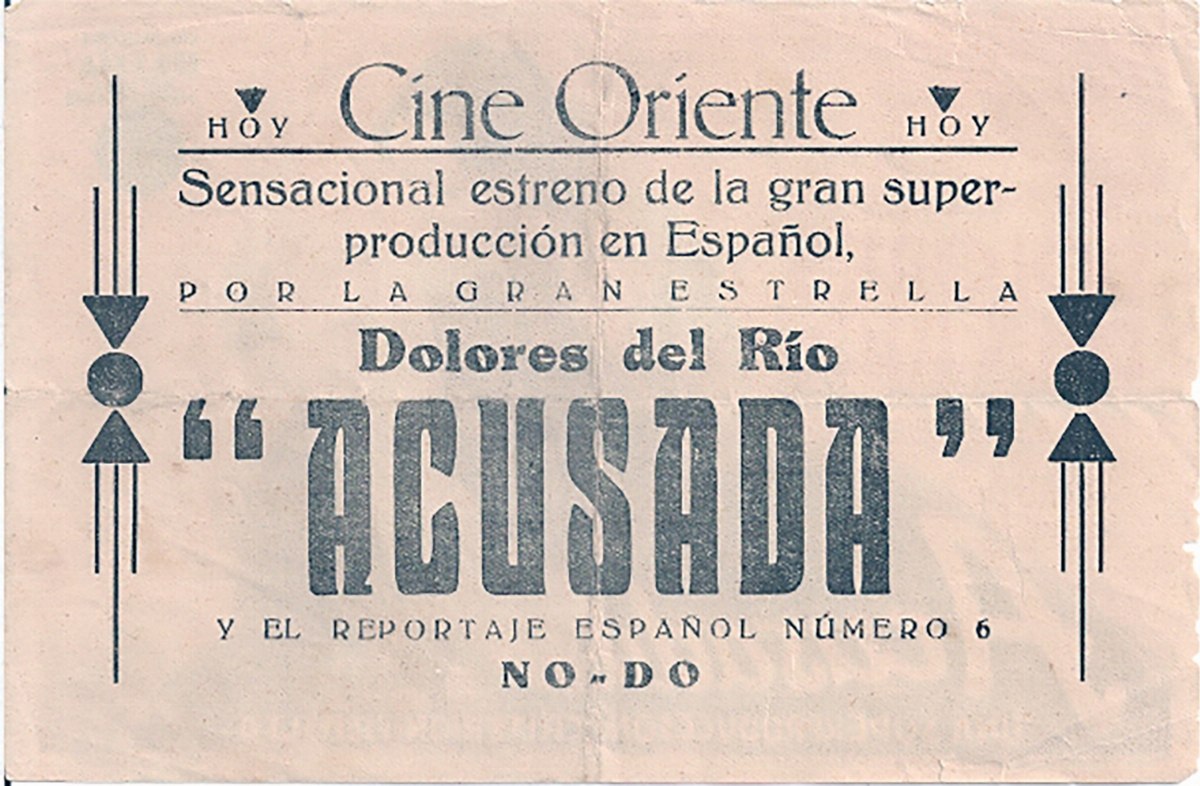 HOY Cine Oriente HOY
Sensacional estreno de la gran super-
producción en Español,
POR LA GRAN ESTRELLA
Dolores del Río
“ACUSADA”
Y EL REPORTAJE ESPAÑOL NÚMERO 6
NO-DO